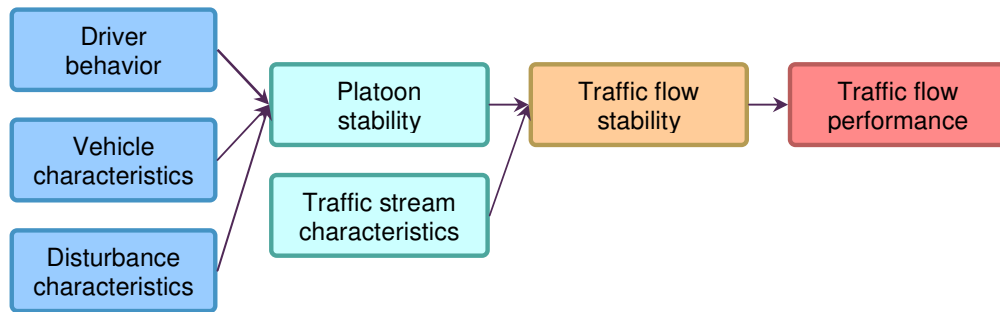 Driver
behavior
Vehicle
characteristics
Disturbance
characteristics
Platoon
stability
Traffic stream
characteristics
Traffic flow
stability
Traffic flow
performance